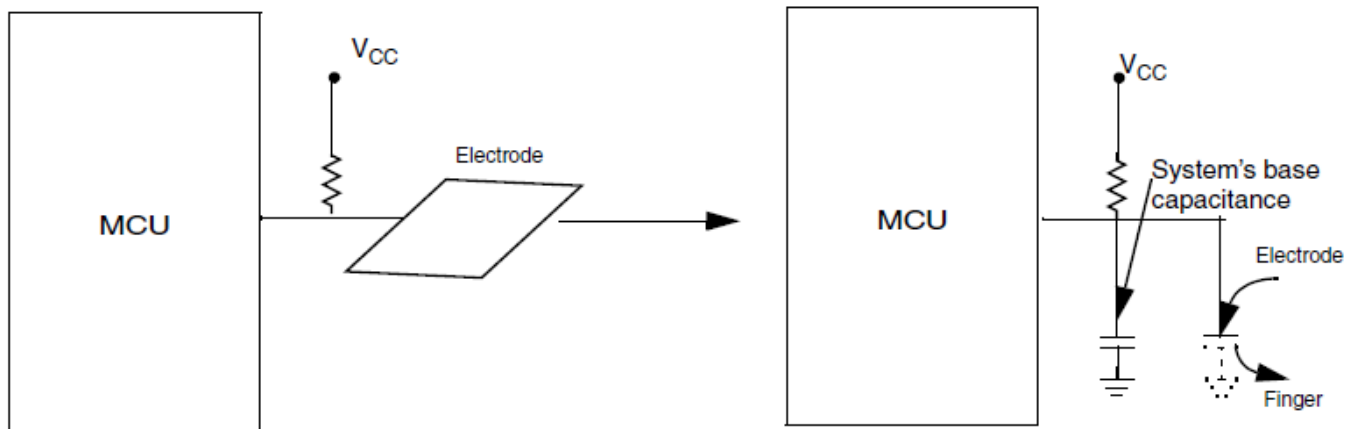 VCC
Electrode
MCU
VCC
System's base
capacitance
MCU
Electrode
Finger